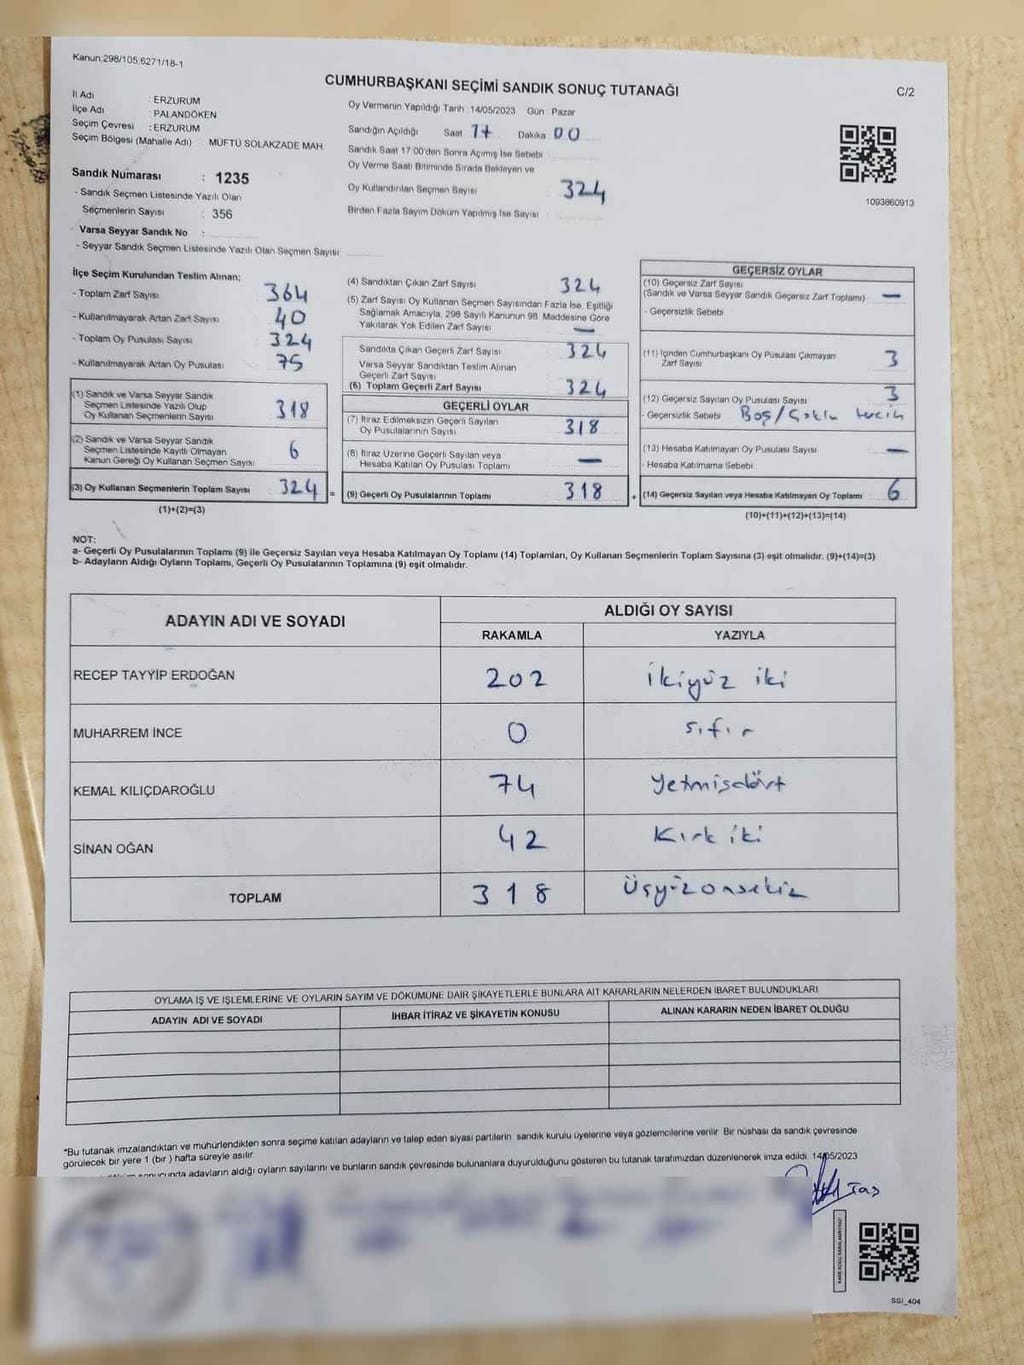 Kanun:298/105,6271/18-1
CUMHURBAŞKANI SEÇİMİ SANDIK SONUÇ TUTANAĞI
C/2
İl Adı : ERZURUM
İlçe Adı : PALANDÖKEN
Seçim Çevresi : ERZURUM
Seçim Bölgesi (Mahalle Adı) MÜFTÜ SOLAKZADE MAH
Sandık Numarası : 1235
- Sandık Seçmen Listesinde Yazılı Olan
Seçmenlerin Sayısı : 356
Varsa Seyyar Sandık No :
- Seyyar Sandık Seçmen Listesinde Yazılı Olan Seçmen Sayısı
Oy Vermenin Yapıldığı Tarih : 14/05/2023 Gün : Pazar
Sandığın Açıldığı Saat 17 Dakika 00
Sandık Saat 17:00'den Sonra Açımış İse Sebebi
Oy Verme Saati Bitiminde Sırada Bekleyen ve
Oy Kullandırılan Seçmen Sayısı 324
Birden Fazla Sayım Döküm Yapılmış İse Sayısı
1093860913
İlçe Seçim Kurulundan Teslim Alınan;
- Toplam Zarf Sayısı 364
- Kullanılmayarak Artan Zarf Sayısı 40
- Toplam Oy Pusulası Sayısı 324
- Kullanılmayarak Artan Oy Pusulası 75
(1) Sandık ve Varsa Seyyar Sandık
Seçmen Listesinde Yazılı Olup
Oy Kullanan Seçmenlerin Sayısı 318
(2) Sandık ve Varsa Seyyar Sandık
Seçmen Listesinde Kayıtlı Olmayan
Kanun Gereği Oy Kullanan Seçmen Sayısı 6
(3) Oy Kullanan Seçmenlerin Toplam Sayısı 324 =
(1)+(2)=(3)
(4) Sandıktan Çıkan Zarf Sayısı 324
(5) Zarf Sayısı Oy Kullanan Seçmen Sayısından Fazla İse, Eşitliği
Sağlamak Amacıyla, 298 Sayılı Kanunun 98. Maddesine Göre
Yakılarak Yok Edilen Zarf Sayısı —
Sandıkta Çıkan Geçerli Zarf Sayısı 324
Varsa Seyyar Sandıktan Teslim Alınan
Geçerli Zarf Sayısı
(6) Toplam Geçerli Zarf Sayısı 324
GEÇERLİ OYLAR
(7) İtiraz Edilmeksizin Geçerli Sayılan
Oy Pusulalarının Sayısı 318
(8) İtiraz Üzerine Geçerli Sayılan veya
Hesaba Katılan Oy Pusulası Toplamı —
(9) Geçerli Oy Pusulalarının Toplamı 318 +
GEÇERSİZ OYLAR
(10) Geçersiz Zarf Sayısı
(Sandık ve Varsa Seyyar Sandık Geçersiz Zarf Toplamı) —
- Geçersizlik Sebebi
(11) İçinden Cumhurbaşkanı Oy Pusulası Çıkmayan
Zarf Sayısı 3
(12) Geçersiz Sayılan Oy Pusulası Sayısı 3
- Geçersizlik Sebebi Boş/Çoklu tercih
(13) Hesaba Katılmayan Oy Pusulası Sayısı —
- Hesaba Katılmama Sebebi
(14) Geçersiz Sayılan veya Hesaba Katılmayan Oy Toplamı 6
(10)+(11)+(12)+(13)=(14)
NOT:
a- Geçerli Oy Pusulalarının Toplamı (9) ile Geçersiz Sayılan veya Hesaba Katılmayan Oy Toplamı (14) Toplamları, Oy Kullanan Seçmenlerin Toplam Sayısına (3) eşit olmalıdır. (9)+(14)=(3)
b- Adayların Aldığı Oyların Toplamı, Geçerli Oy Pusulalarının Toplamına (9) eşit olmalıdır.
ADAYIN ADI VE SOYADI ALDIĞI OY SAYISI
RAKAMLA YAZIYLA
RECEP TAYYİP ERDOĞAN 202 İkiyüz iki
MUHARREM İNCE 0 sıfır
KEMAL KILIÇDAROĞLU 74 Yetmişdört
SİNAN OĞAN 42 Kırk iki
TOPLAM 318 Üçyüzonsekiz
OYLAMA İŞ VE İŞLEMLERİNE VE OYLARIN SAYIM VE DÖKÜMÜNE DAİR ŞİKAYETLERLE BUNLARA AİT KARARLARIN NELERDEN İBARET BULUNDUKLARI
ADAYIN ADI VE SOYADI İHBAR İTİRAZ VE ŞİKAYETİN KONUSU ALINAN KARARIN NEDEN İBARET OLDUĞU
*Bu tutanak imzalandıktan ve mühürlendikten sonra seçime katılan adayların ve talep eden siyasi partilerin sandık kurulu üyelerine veya gözlemcilerine verilir. Bir nüshası da sandık çevresinde
görülecek bir yere 1 (bir) hafta süreyle asılır.
sonucunda adayların aldığı oyların sayılarını ve bunların sandık çevresinde bulunanlara duyurulduğunu gösteren bu tutanak tarafımızdan düzenlenerek imza edildi. 14/05/2023
SSI_404